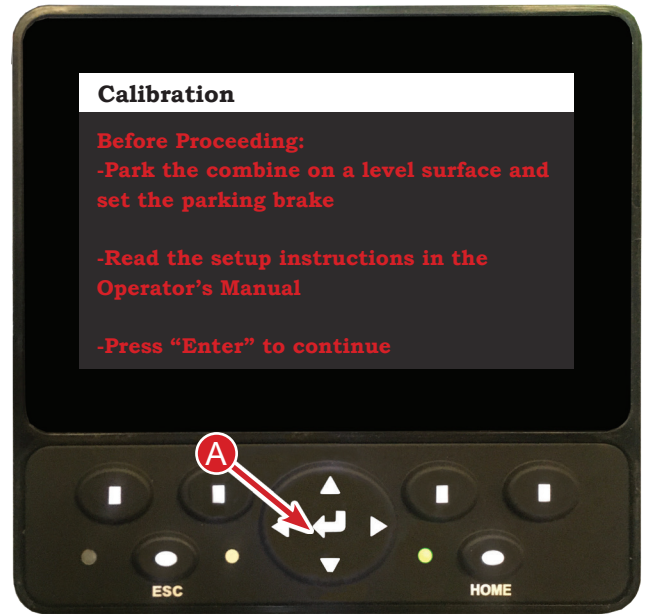 Calibration
Before Proceeding:
-Park the combine on a level surface and
set the parking brake
-Read the setup instructions in the
Operator’s Manual
-Press “Enter” to continue
A
ESC
HOME